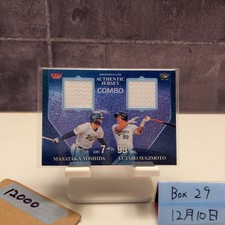 AUTHENTIC
JERSEY
COMBO
7
99
MASATAKA YOSHIDA
YUTARO SUGIMOTO
12000
Box 29
12月10日